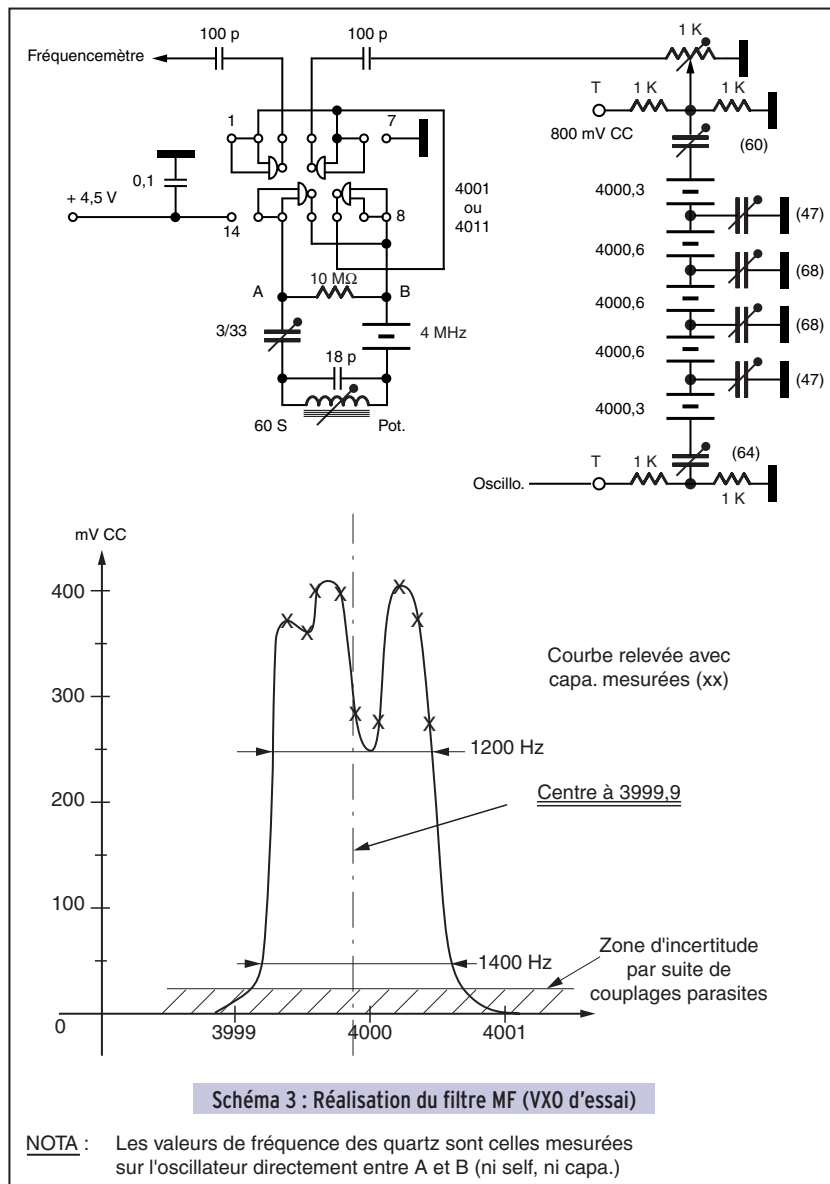 100 p
100 p
1 K
Fréquencemètre
T
1 K
1 K
1
7
800 mV CC
(60)
0,1
4001
ou
4011
4000,3
+ 4,5 V
14
8
(47)
4000,6
A
10 MΩ
B
(68)
4000,6
3/33
4 MHz
(68)
4000,6
18 p
(47)
4000,3
60 S
Pot.
(64)
T
1 K
Oscillo.
1 K
mV CC
400
Courbe relevée avec
capa. mesurées (xx)
300
1200 Hz
200
Centre à 3999,9
100
1400 Hz
Zone d'incertitude
par suite de
couplages parasites
0
3999
4000
4001
Schéma 3 : Réalisation du filtre MF (VXO d'essai)
NOTA : Les valeurs de fréquence des quartz sont celles mesurées
sur l'oscillateur directement entre A et B (ni self, ni capa.)